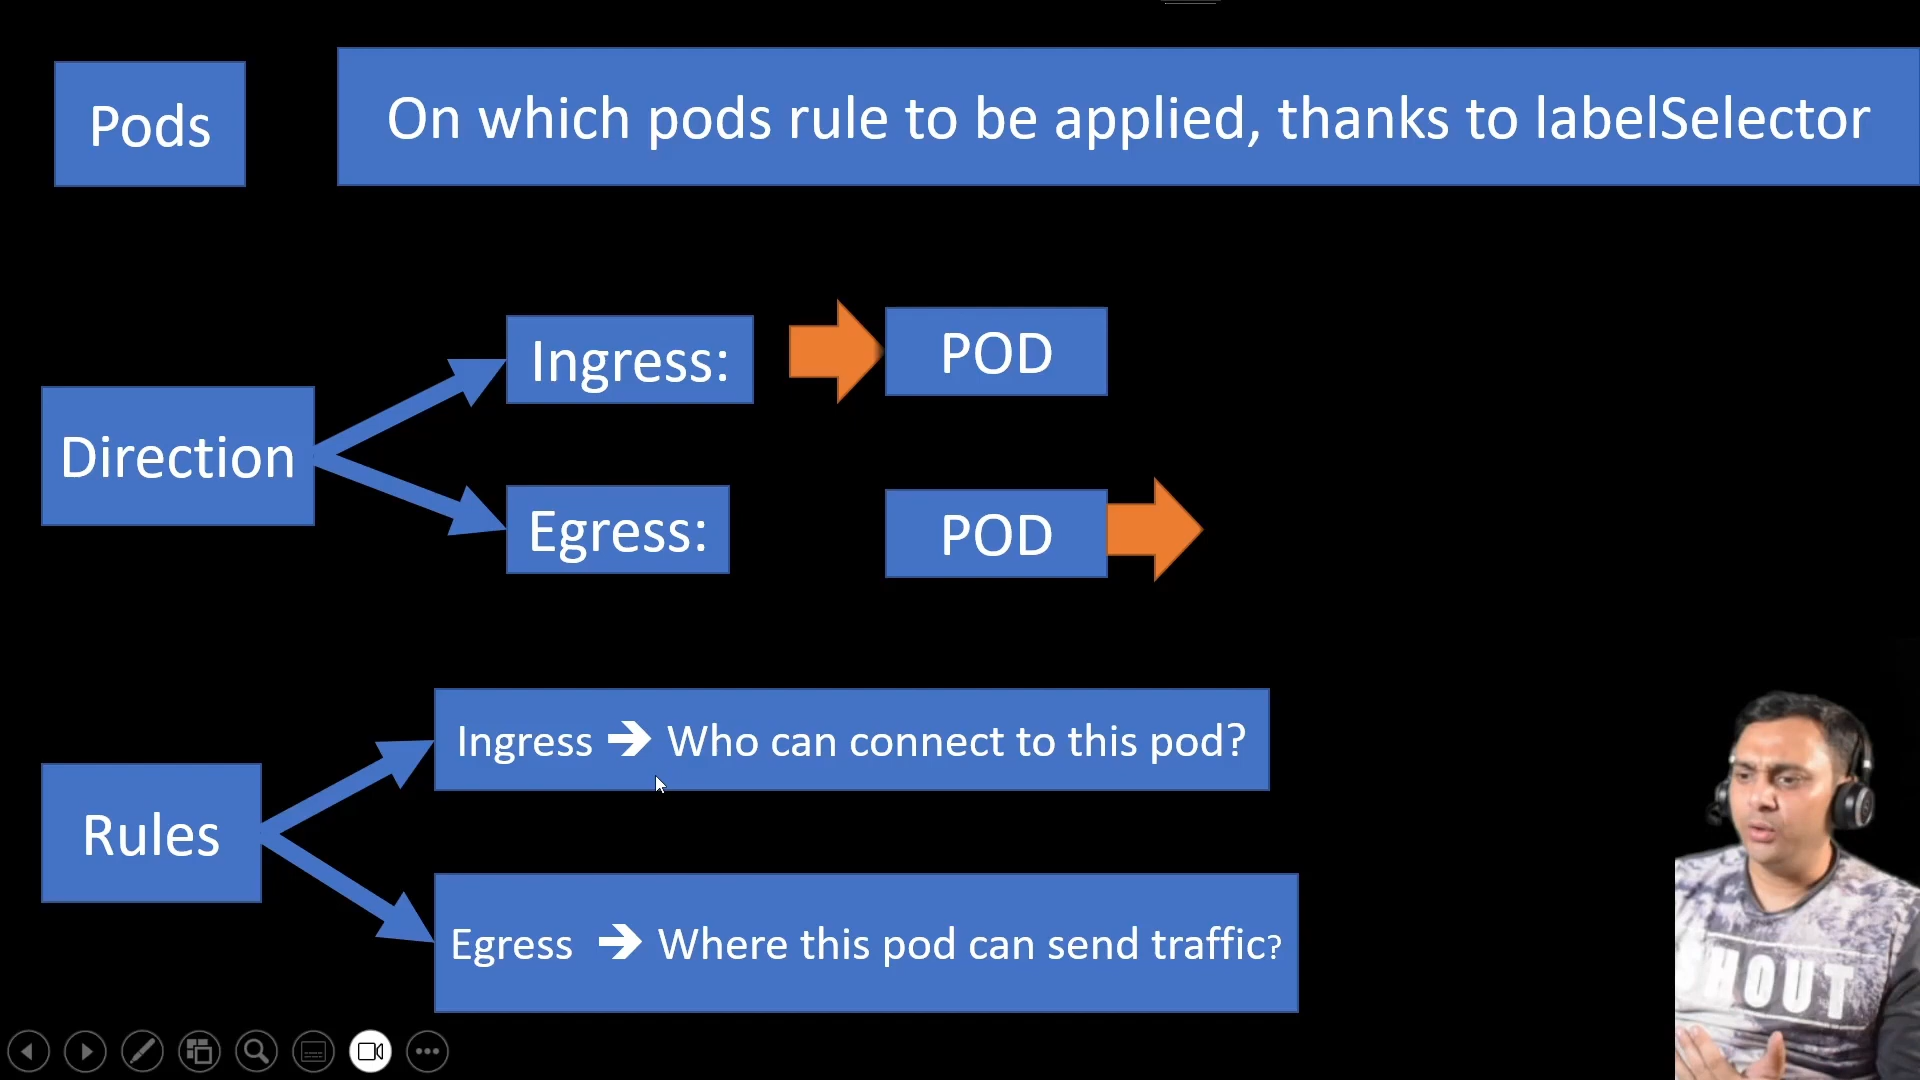 Pods
On which pods rule to be applied, thanks to labelSelector
Direction
Ingress:
POD
Egress:
POD
Rules
Ingress → Who can connect to this pod?
Egress → Where this pod can send traffic?
HOUT